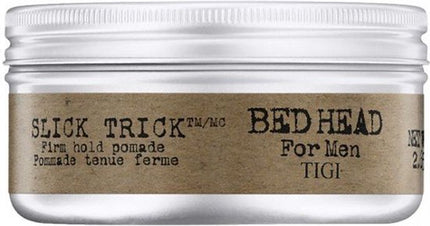 SLICK TRICK™/MC
Firm hold pomade
Pommade tenue ferme
BED HEAD
For Men
TIGI